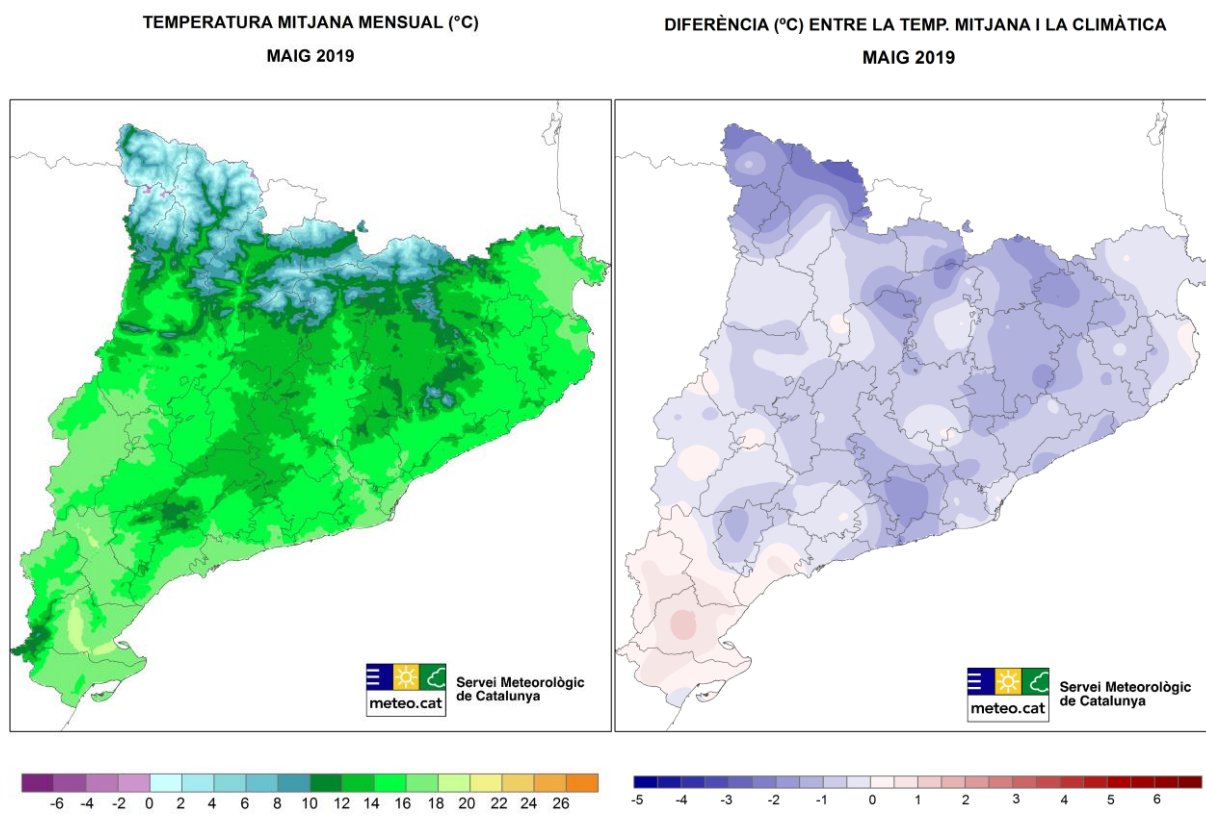 TEMPERATURA MITJANA MENSUAL (°C)
MAIG 2019
DIFERÈNCIA (ºC) ENTRE LA TEMP. MITJANA I LA CLIMÀTICA
MAIG 2019
meteo.cat
Servei Meteorològic
de Catalunya
meteo.cat
Servei Meteorològic
de Catalunya
-6 -4 -2 0 2 4 6 8 10 12 14 16 18 20 22 24 26
-5 -4 -3 -2 -1 0 1 2 3 4 5 6